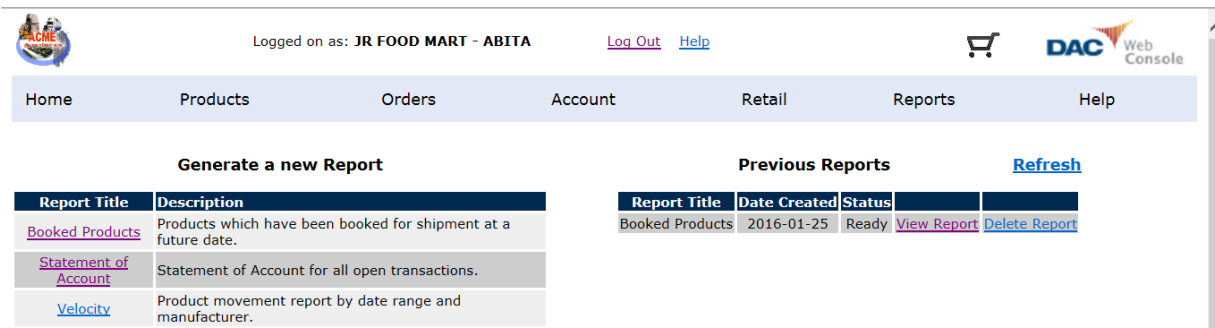 ACME
Logged on as: JR FOOD MART - ABITA
Log Out Help
DAC Web
Console
Home Products Orders Account Retail Reports Help
Generate a new Report
Report Title Description
Booked Products Products which have been booked for shipment at a
future date.
Statement of
Account Statement of Account for all open transactions.
Velocity Product movement report by date range and
manufacturer.
Previous Reports Refresh
Report Title Date Created Status
Booked Products 2016-01-25 Ready View Report Delete Report